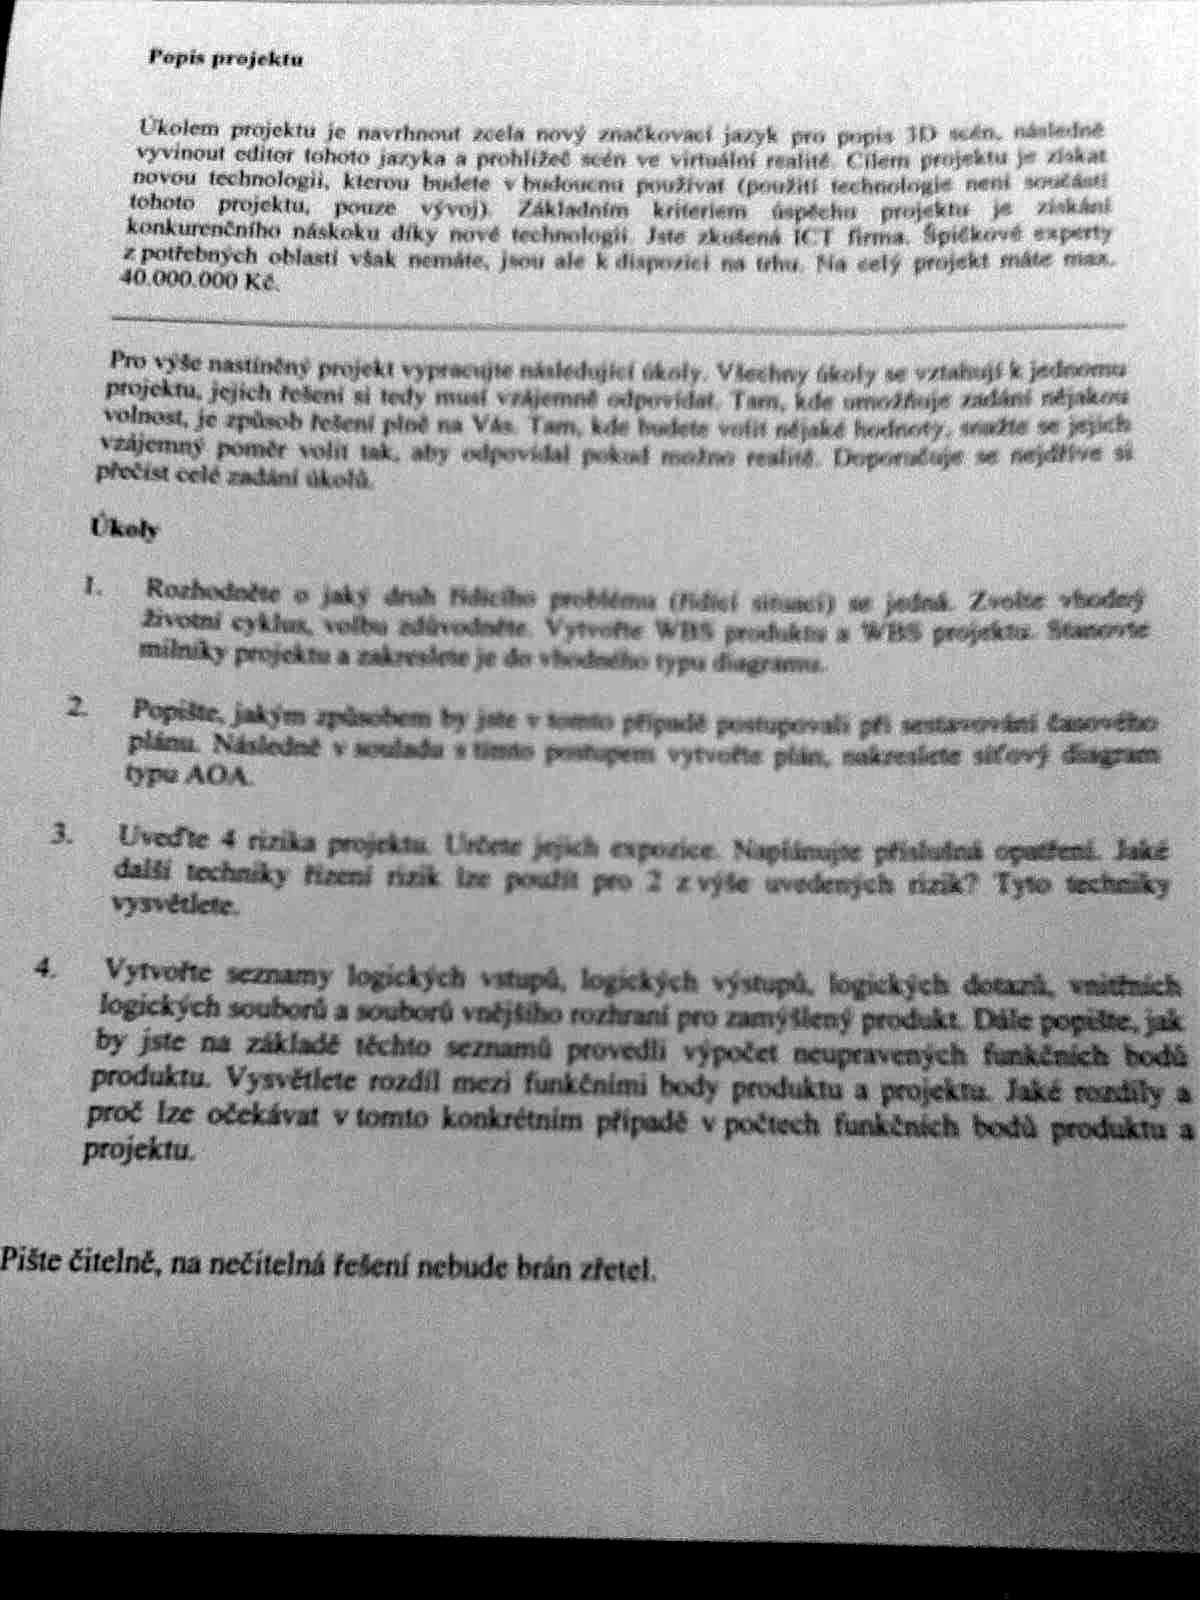 Popis projektu
Úkolem projektu je navrhnout zcela nový značkovací jazyk pro popis 3D scén, následně
vyvinout editor tohoto jazyka a prohlížeč scén ve virtuální realitě. Cílem projektu je získat
novou technologii, kterou budete v budoucnu používat (použití technologie není součástí
tohoto projektu, pouze vývoj). Základním kriteriem úspěchu projektu je získání
konkurenčního náskoku díky nové technologii. Jste zkušená ICT firma. Špičkové experty
z potřebných oblastí však nemáte, jsou ale k dispozici na trhu. Na celý projekt máte max.
40.000.000 Kč.
Pro výše nastíněný projekt vypracujte následující úkoly. Všechny úkoly se vztahují k jednomu
projektu, jejich řešení si tedy musí vzájemně odpovídat. Tam, kde umožňuje zadání nějakou
volnost, je způsob řešení plně na Vás. Tam, kde budete volit nějaké hodnoty, snažte se jejich
vzájemný poměr volit tak, aby odpovídal pokud možno realitě. Doporučuje se nejdříve si
přečíst celé zadání úkolů.
Úkoly
1. Rozhodněte o jaký druh řídícího problému (řídící situaci) se jedná. Zvolte vhodný
životní cyklus, volbu zdůvodněte. Vytvořte WBS produktu a WBS projektu. Stanovte
milníky projektu a zakreslete je do vhodného typu diagramu.
2. Popište, jakým způsobem by jste v tomto případě postupovali při sestavování časového
plánu. Následně v souladu s tímto postupem vytvořte plán, nakreslete síťový diagram
typu AOA.
3. Uveďte 4 rizika projektu. Určete jejich expozice. Naplánujte příslušná opatření. Jaké
další techniky řízení rizik lze použít pro 2 z výše uvedených rizik? Tyto techniky
vysvětlete.
4. Vytvořte seznamy logických vstupů, logických výstupů, logických dotazů, vnitřních
logických souborů a souborů vnějšího rozhraní pro zamýšlený produkt. Dále popište, jak
by jste na základě těchto seznamů provedli výpočet neupravených funkčních bodů
produktu. Vysvětlete rozdíl mezi funkčními body produktu a projektu. Jaké rozdíly a
proč lze očekávat v tomto konkrétním případě v počtech funkčních bodů produktu a
projektu.
Pište čitelně, na nečitelná řešení nebude brán zřetel.